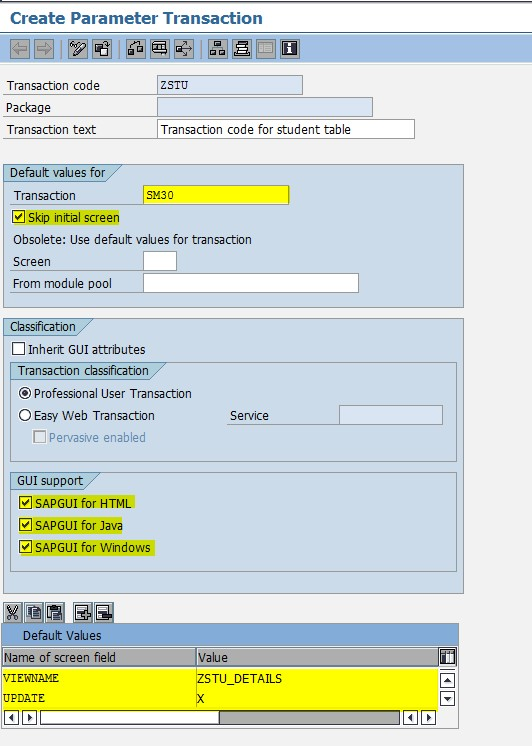 Create Parameter Transaction
Transaction code ZSTU
Package
Transaction text Transaction code for student table
Default values for
Transaction SM30
Skip initial screen
Obsolete: Use default values for transaction
Screen
From module pool
Classification
Inherit GUI attributes
Transaction classification
Professional User Transaction
Easy Web Transaction Service
Pervasive enabled
GUI support
SAPGUI for HTML
SAPGUI for Java
SAPGUI for Windows
Default Values
Name of screen field Value
VIEWNAME ZSTU_DETAILS
UPDATE X